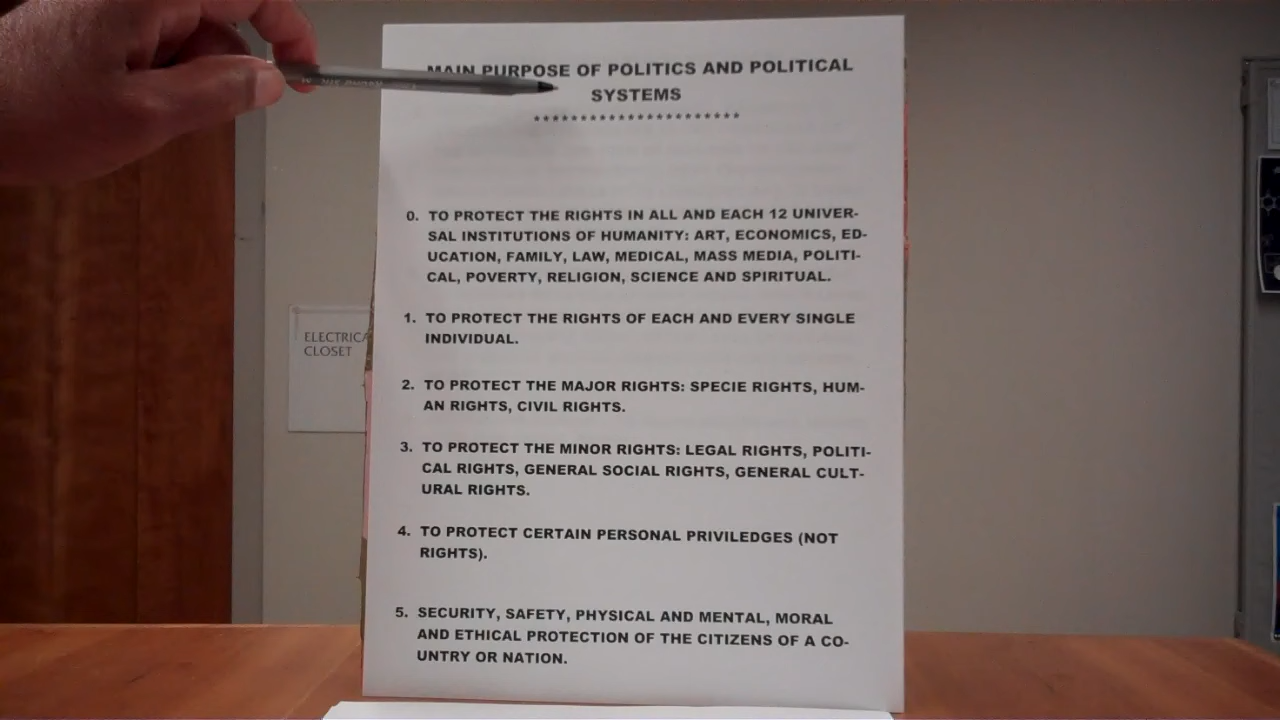 MAIN PURPOSE OF POLITICS AND POLITICAL
SYSTEMS
**********************
0. TO PROTECT THE RIGHTS IN ALL AND EACH 12 UNIVER-
SAL INSTITUTIONS OF HUMANITY: ART, ECONOMICS, ED-
UCATION, FAMILY, LAW, MEDICAL, MASS MEDIA, POLITI-
CAL, POVERTY, RELIGION, SCIENCE AND SPIRITUAL.
1. TO PROTECT THE RIGHTS OF EACH AND EVERY SINGLE
INDIVIDUAL.
2. TO PROTECT THE MAJOR RIGHTS: SPECIE RIGHTS, HUM-
AN RIGHTS, CIVIL RIGHTS.
3. TO PROTECT THE MINOR RIGHTS: LEGAL RIGHTS, POLITI-
CAL RIGHTS, GENERAL SOCIAL RIGHTS, GENERAL CULT-
URAL RIGHTS.
4. TO PROTECT CERTAIN PERSONAL PRIVILEDGES (NOT
RIGHTS).
5. SECURITY, SAFETY, PHYSICAL AND MENTAL, MORAL
AND ETHICAL PROTECTION OF THE CITIZENS OF A CO-
UNTRY OR NATION.
ELECTRICA
CLOSET